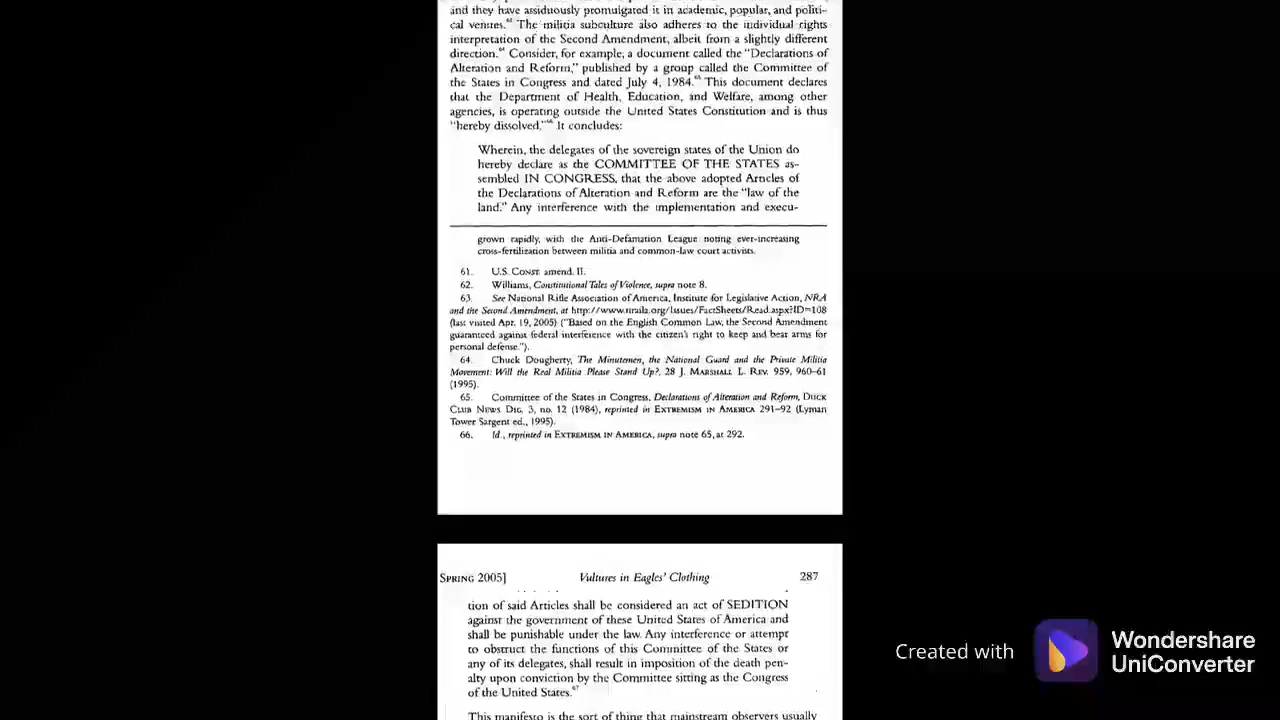 and they have assiduously promulgated it in academic, popular, and politi-
cal venues.⁶³ The militia subculture also adheres to the individual rights
interpretation of the Second Amendment, albeit from a slightly different
direction.⁶⁴ Consider, for example, a document called the “Declarations of
Alteration and Reform,” published by a group called the Committee of
the States in Congress and dated July 4, 1984.⁶⁵ This document declares
that the Department of Health, Education, and Welfare, among other
agencies, is operating outside the United States Constitution and is thus
“hereby dissolved.”⁶⁶ It concludes:
Wherein, the delegates of the sovereign states of the Union do
hereby declare as the COMMITTEE OF THE STATES as-
sembled IN CONGRESS, that the above adopted Articles of
the Declarations of Alteration and Reform are the “law of the
land.” Any interference with the implementation and execu-
grown rapidly, with the Anti-Defamation League noting ever-increasing
cross-fertilization between militia and common-law court activists.
61. U.S. CONST. amend. II.
62. Williams, Constitutional Tales of Violence, supra note 8.
63. See National Rifle Association of America, Institute for Legislative Action, NRA
and the Second Amendment, at http://www.nraila.org/Issues/FactSheets/Read.aspx?ID=108
(last visited Apr. 19, 2005) (“Based on the English Common Law, the Second Amendment
guaranteed against federal interference with the citizen's right to keep and bear arms for
personal defense.”).
64. Chuck Dougherty, The Minutemen, the National Guard and the Private Militia
Movement: Will the Real Militia Please Stand Up?, 28 J. MARSHALL L. REV. 959, 960–61
(1995).
65. Committee of the States in Congress, Declarations of Alteration and Reform, DUCK
CLUB NEWS DIG. 3, no. 12 (1984), reprinted in EXTREMISM IN AMERICA 291–92 (Lyman
Tower Sargent ed., 1995).
66. Id., reprinted in EXTREMISM IN AMERICA, supra note 65, at 292.
SPRING 2005] Vultures in Eagles' Clothing 287
tion of said Articles shall be considered an act of SEDITION
against the government of these United States of America and
shall be punishable under the law. Any interference or attempt
to obstruct the functions of this Committee of the States or
any of its delegates, shall result in imposition of the death pen-
alty upon conviction by the Committee sitting as the Congress
of the United States.⁶⁷
This manifesto is the sort of thing that mainstream observers usually
Created with Wondershare
UniConverter